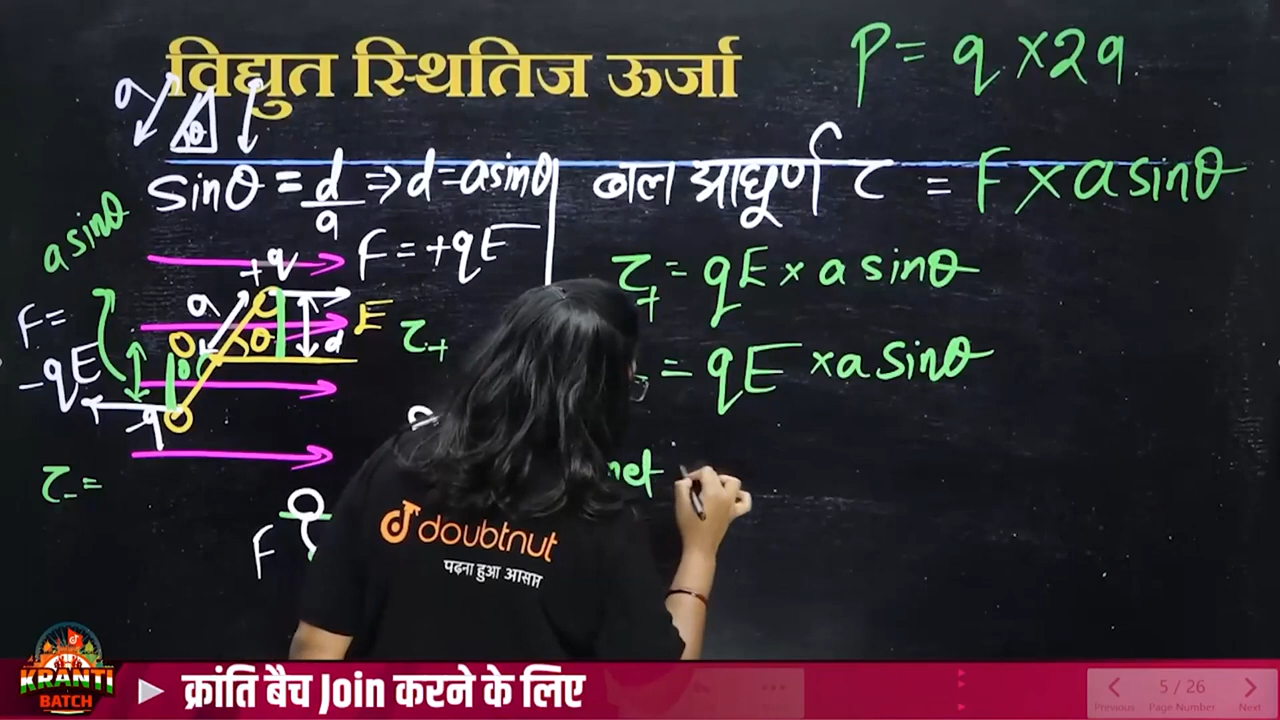 विद्युत स्थितिज ऊर्जा
P = q × 2a
a
θ
sinθ = d/a ⇒ d = a sinθ
बल आघूर्ण τ = F × a sinθ
a sinθ
F = +qE
+q
τ₊ = qE × a sinθ
F =
-qE
a
O
θ
d
E
τ₊
= qE × a sinθ
θ
-q
τ₋ =
net
F
doubtnut
पढ़ना हुआ आसान
KRANTI
BATCH
क्रांति बैच Join करने के लिए
5 / 26
Previous Page Number Next